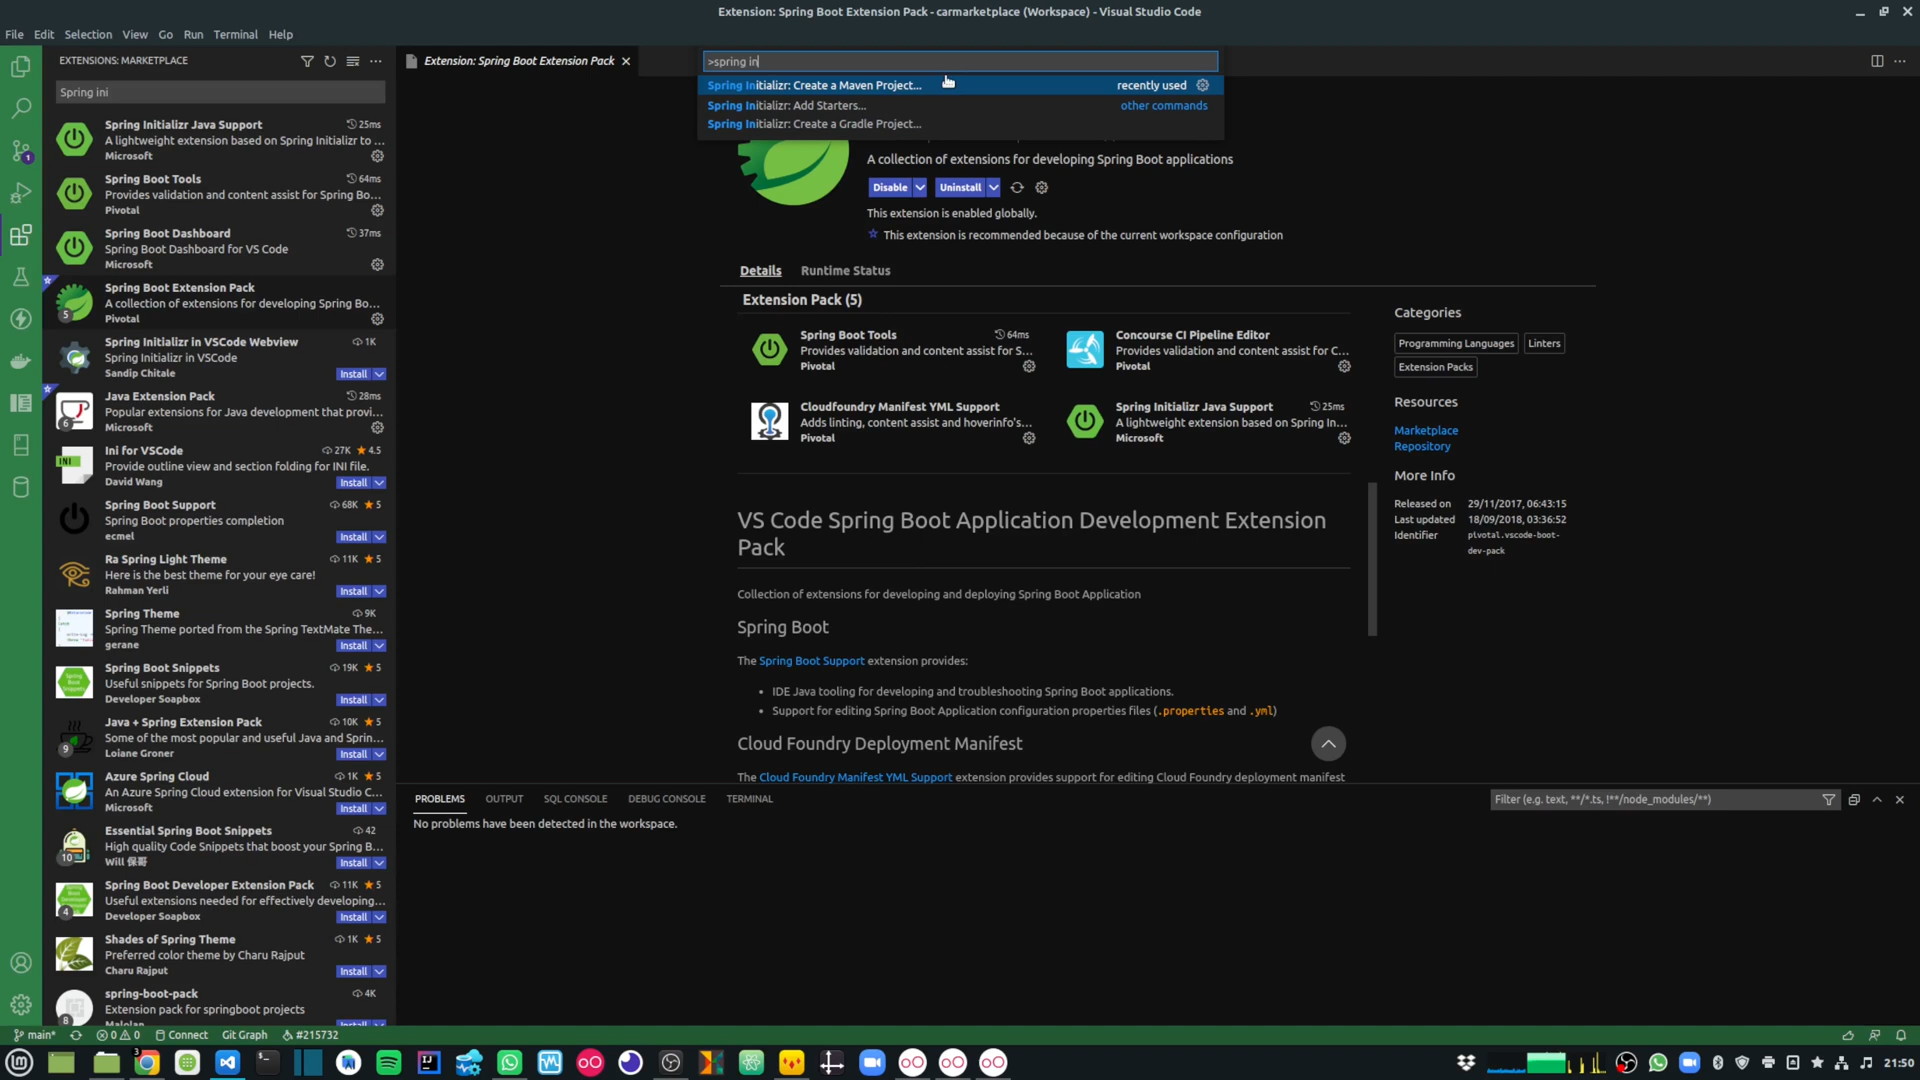 Extension: Spring Boot Extension Pack - carmarketplace (Workspace) - Visual Studio Code
File Edit Selection View Go Run Terminal Help
EXTENSIONS: MARKETPLACE
Spring ini
Spring Initializr Java Support 25ms
A lightweight extension based on Spring Initializr to ...
Microsoft
Spring Boot Tools 64ms
Provides validation and content assist for Spring Bo...
Pivotal
Spring Boot Dashboard 37ms
Spring Boot Dashboard for VS Code
Microsoft
Spring Boot Extension Pack
A collection of extensions for developing Spring Bo...
5
Pivotal
Spring Initializr in VSCode Webview 1K
Spring Initializr in VSCode
Sandip Chitale Install
Java Extension Pack 28ms
Popular extensions for Java development that provi...
6
Microsoft
Ini for VSCode 27K 4.5
INI
Provide outline view and section folding for INI file.
David Wang Install
Spring Boot Support 68K 5
Spring Boot properties completion
ecmel Install
Ra Spring Light Theme 11K 5
Here is the best theme for your eye care!
Rahman Yerli Install
Spring Theme 9K
Spring Theme ported from the Spring TextMate The...
gerane Install
Spring Boot Snippets 19K 5
Useful snippets for Spring Boot projects.
Developer Soapbox Install
Java + Spring Extension Pack 10K 5
Some of the most popular and useful Java and Sprin...
9
Loiane Groner Install
Azure Spring Cloud 1K 5
An Azure Spring Cloud extension for Visual Studio C...
Microsoft Install
Essential Spring Boot Snippets 42
High quality Code Snippets that boost your Spring B...
10
Will 保哥 Install
Spring Boot Developer Extension Pack 11K 5
Useful extensions needed for effectively developing...
4
Developer Soapbox Install
Shades of Spring Theme 1K 5
Preferred color theme by Charu Rajput
Charu Rajput Install
spring-boot-pack 4K
Extension pack for springboot projects
8
Extension: Spring Boot Extension Pack
>spring in
Spring Initializr: Create a Maven Project... recently used
Spring Initializr: Add Starters... other commands
Spring Initializr: Create a Gradle Project...
A collection of extensions for developing Spring Boot applications
Disable Uninstall
This extension is enabled globally.
This extension is recommended because of the current workspace configuration
Details Runtime Status
Extension Pack (5)
Spring Boot Tools 64ms
Provides validation and content assist for S...
Pivotal
Concourse CI Pipeline Editor
Provides validation and content assist for C...
Pivotal
Cloudfoundry Manifest YML Support
Adds linting, content assist and hoverinfo's...
Pivotal
Spring Initializr Java Support 25ms
A lightweight extension based on Spring In...
Microsoft
VS Code Spring Boot Application Development Extension
Pack
Collection of extensions for developing and deploying Spring Boot Application
Spring Boot
The Spring Boot Support extension provides:
• IDE Java tooling for developing and troubleshooting Spring Boot applications.
• Support for editing Spring Boot Application configuration properties files (.properties and .yml)
Cloud Foundry Deployment Manifest
The Cloud Foundry Manifest YML Support extension provides support for editing Cloud Foundry deployment manifest
Categories
Programming Languages Linters
Extension Packs
Resources
Marketplace
Repository
More Info
Released on 29/11/2017, 06:43:15
Last updated 18/09/2018, 03:36:52
Identifier pivotal.vscode-boot-
dev-pack
PROBLEMS OUTPUT SQL CONSOLE DEBUG CONSOLE TERMINAL
Filter (e.g. text, **/*.ts, !**/node_modules/**)
No problems have been detected in the workspace.
main* 0 0 Connect Git Graph #215732
3
21:50